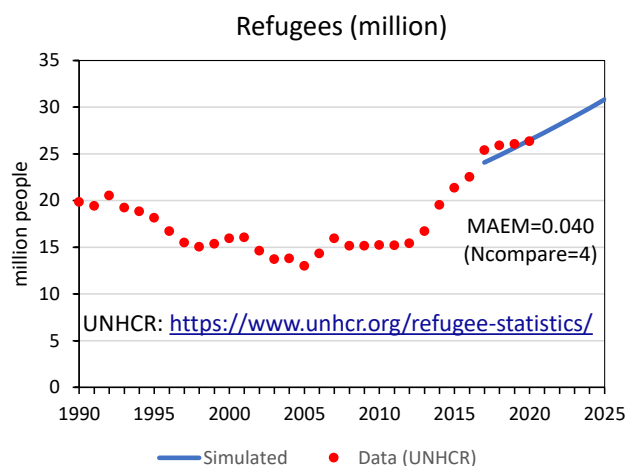 Refugees (million)
35
30
25
20
15
10
5
0
million people
MAEM=0.040
(Ncompare=4)
UNHCR: https://www.unhcr.org/refugee-statistics/
1990 1995 2000 2005 2010 2015 2020 2025
Simulated Data (UNHCR)